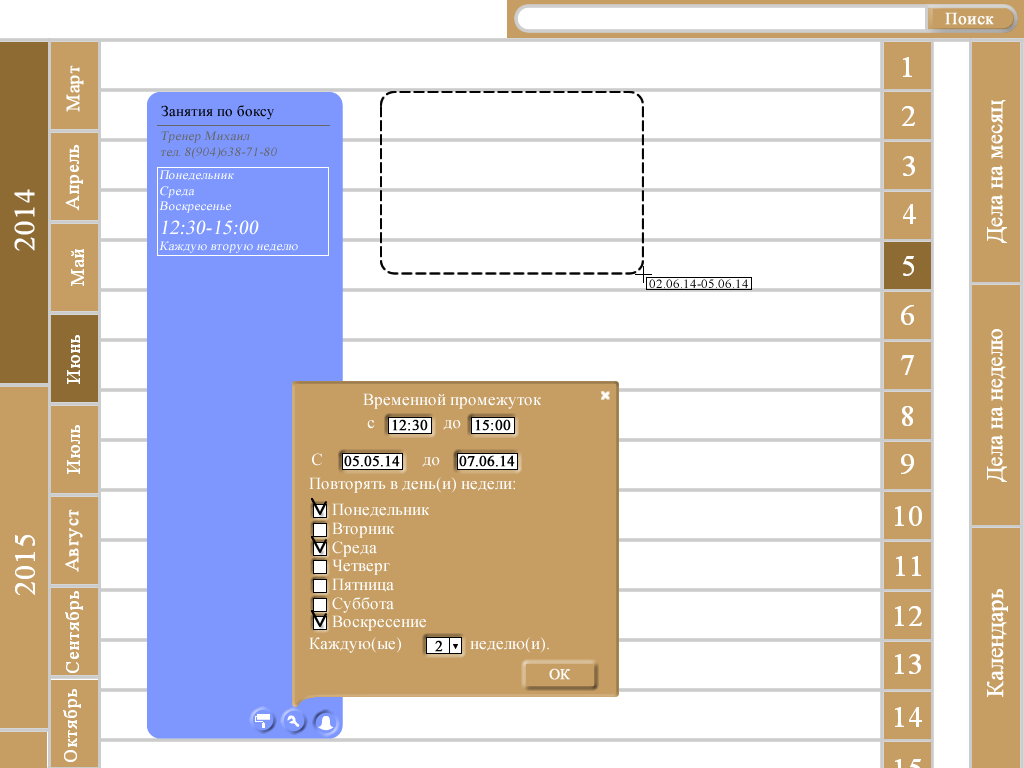 Поиск
2014
2015
Март
Апрель
Май
Июнь
Июль
Август
Сентябрь
Октябрь
Занятия по боксу
Тренер Михаил
тел. 8(904)638-71-80
Понедельник
Среда
Воскресенье
12:30-15:00
Каждую вторую неделю
02.06.14-05.06.14
Временной промежуток
с 12:30 до 15:00
С 05.05.14 до 07.06.14
Повторять в день(и) недели:
Понедельник
Вторник
Среда
Четверг
Пятница
Суббота
Воскресение
Каждую(ые) 2 неделю(и).
ОК
1
2
3
4
5
6
7
8
9
10
11
12
13
14
15
Дела на месяц
Дела на неделю
Календарь